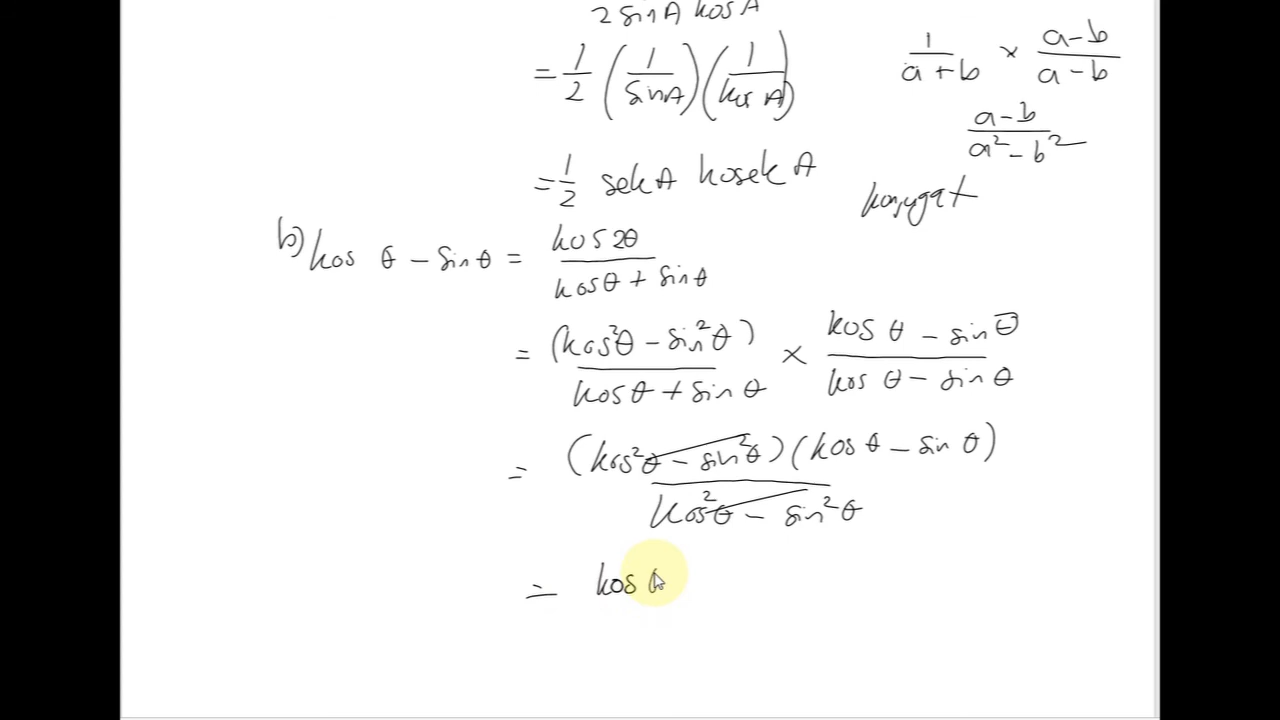 2 sin A kos A
= 1/2 (1/sin A)(1/kos A)
1/(a+b) × (a-b)/(a-b)
(a-b)/(a²-b²)
= 1/2 sek A kosek A
konjugat
b) kos θ - sin θ = kos 2θ/(kos θ + sin θ)
= (kos²θ - sin²θ)/(kos θ + sin θ) × (kos θ - sin θ)/(kos θ - sin θ)
= (kos²θ - sin²θ)(kos θ - sin θ)/(kos²θ - sin²θ)
= kos